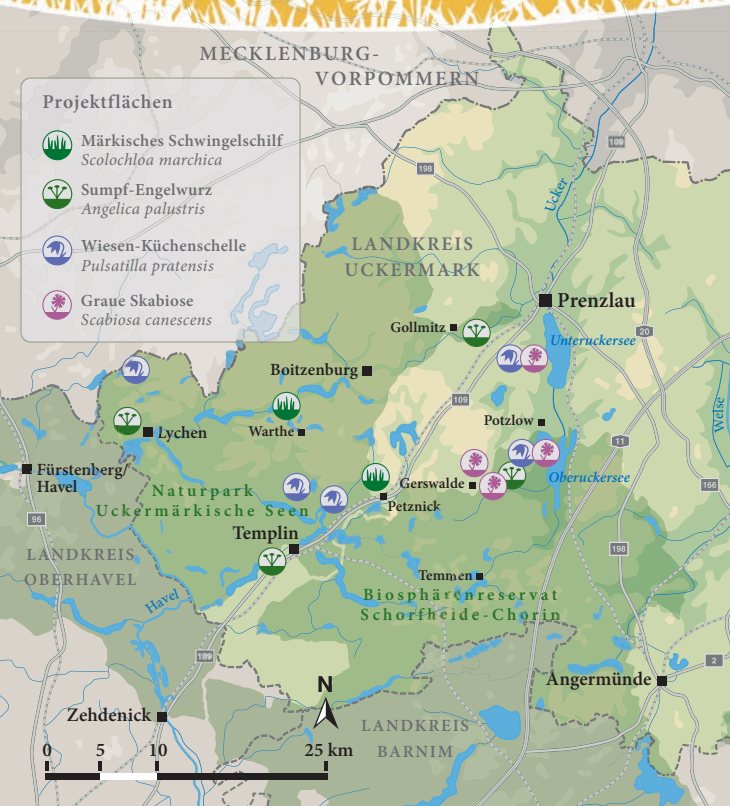 MECKLENBURG-
VORPOMMERN
Projektflächen
Märkisches Schwingelschilf
Scolochloa marchica
Sumpf-Engelwurz
Angelica palustris
Wiesen-Küchenschelle
Pulsatilla pratensis
Graue Skabiose
Scabiosa canescens
109
198
Ucker
LANDKREIS
UCKERMARK
Prenzlau
Gollmitz
20
Unteruckersee
Boitzenburg
109
Welse
Potzlow
Warthe
Lychen
11
Fürstenberg/
Havel
Oberuckersee
Gerswalde
166
Naturpark
Uckermärkische Seen
Petznick
96
Templin
198
LANDKREIS
OBERHAVEL
Temmen
Biosphärenreservat
Schorfheide-Chorin
Havel
109
2
Angermünde
N
Zehdenick
LANDKREIS
BARNIM
0 5 10 25 km